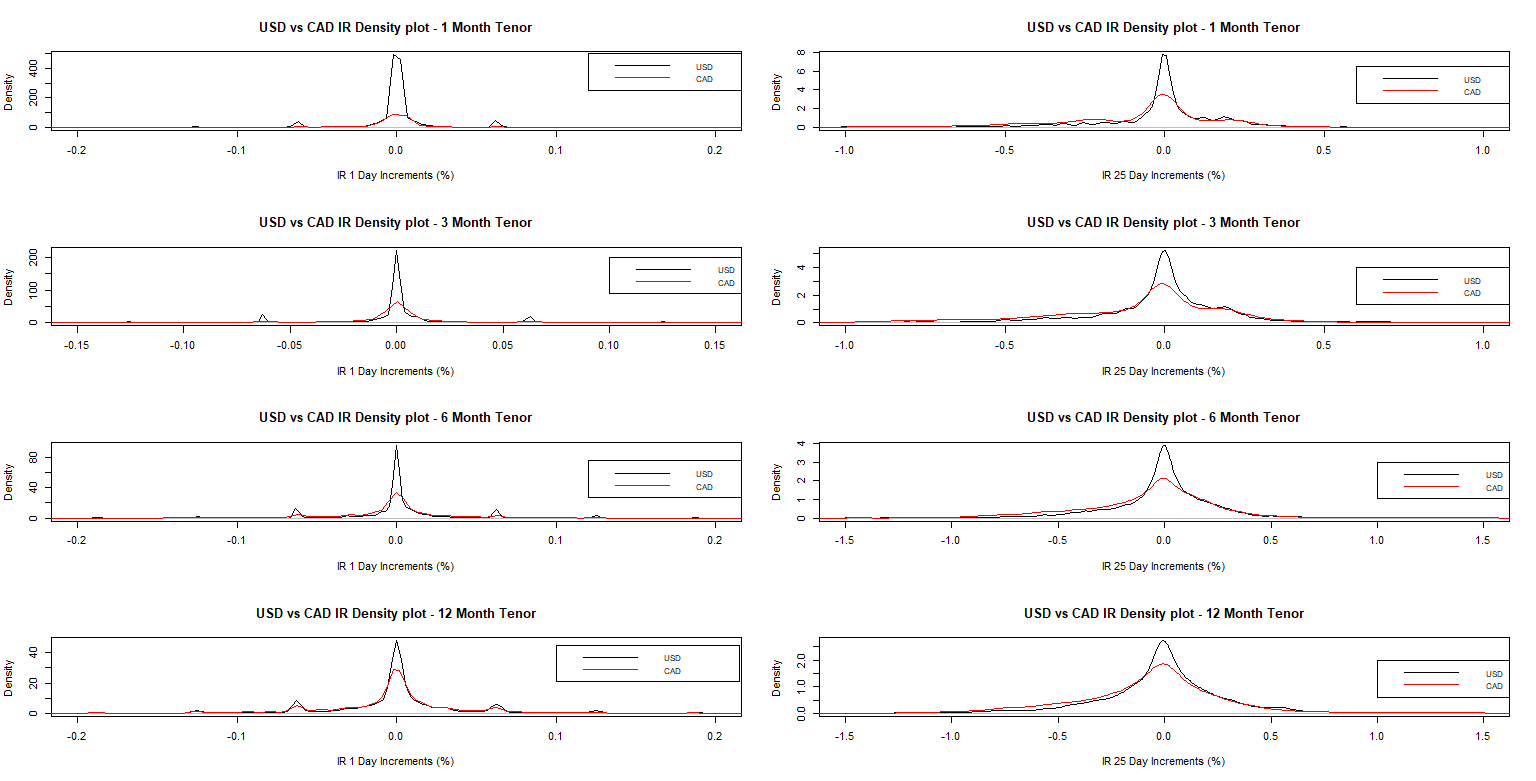 USD vs CAD IR Density plot - 1 Month Tenor
Density
0
200
400
USD
CAD
-0.2
-0.1
0.0
0.1
0.2
IR 1 Day Increments (%)
USD vs CAD IR Density plot - 1 Month Tenor
Density
0
2
4
6
8
USD
CAD
-1.0
-0.5
0.0
0.5
1.0
IR 25 Day Increments (%)
USD vs CAD IR Density plot - 3 Month Tenor
Density
0
100
200
USD
CAD
-0.15
-0.10
-0.05
0.00
0.05
0.10
0.15
IR 1 Day Increments (%)
USD vs CAD IR Density plot - 3 Month Tenor
Density
0
2
4
USD
CAD
-1.0
-0.5
0.0
0.5
1.0
IR 25 Day Increments (%)
USD vs CAD IR Density plot - 6 Month Tenor
Density
0
40
80
USD
CAD
-0.2
-0.1
0.0
0.1
0.2
IR 1 Day Increments (%)
USD vs CAD IR Density plot - 6 Month Tenor
Density
0
1
2
3
4
USD
CAD
-1.5
-1.0
-0.5
0.0
0.5
1.0
1.5
IR 25 Day Increments (%)
USD vs CAD IR Density plot - 12 Month Tenor
Density
0
20
40
USD
CAD
-0.2
-0.1
0.0
0.1
0.2
IR 1 Day Increments (%)
USD vs CAD IR Density plot - 12 Month Tenor
Density
0.0
1.0
2.0
USD
CAD
-1.5
-1.0
-0.5
0.0
0.5
1.0
1.5
IR 25 Day Increments (%)